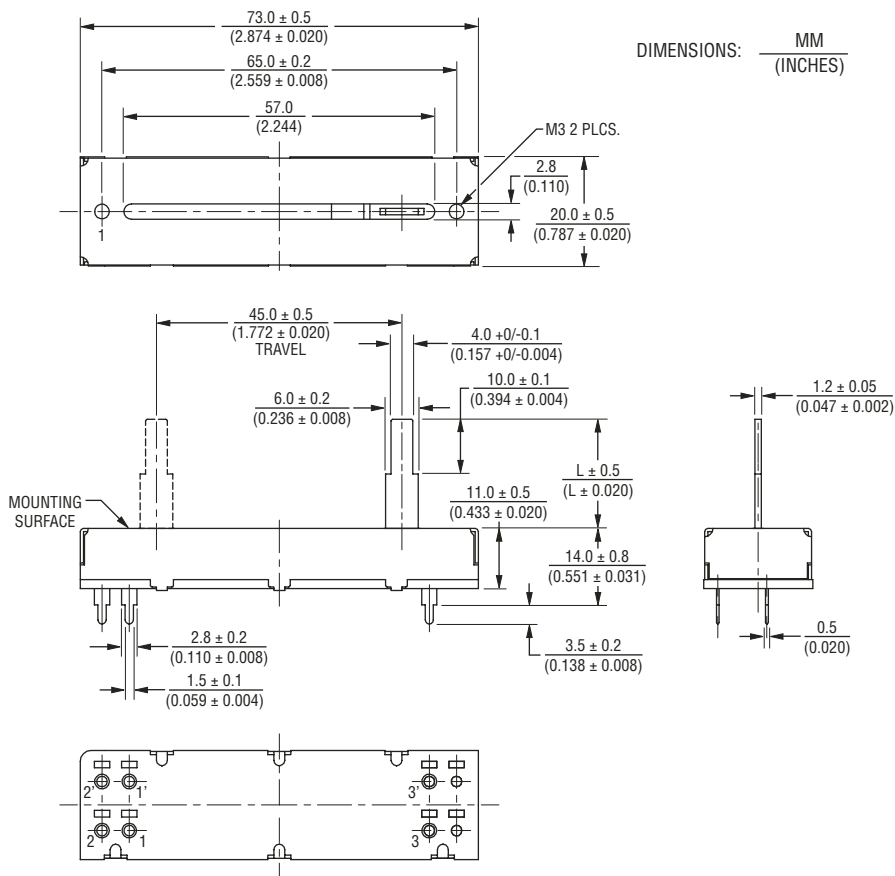 73.0 ± 0.5
(2.874 ± 0.020)
DIMENSIONS: MM
(INCHES)
65.0 ± 0.2
(2.559 ± 0.008)
57.0
(2.244)
M3 2 PLCS.
2.8
(0.110)
20.0 ± 0.5
(0.787 ± 0.020)
1
45.0 ± 0.5
(1.772 ± 0.020)
TRAVEL
4.0 +0/-0.1
(0.157 +0/-0.004)
10.0 ± 0.1
(0.394 ± 0.004)
6.0 ± 0.2
(0.236 ± 0.008)
1.2 ± 0.05
(0.047 ± 0.002)
L ± 0.5
(L ± 0.020)
11.0 ± 0.5
(0.433 ± 0.020)
MOUNTING
SURFACE
14.0 ± 0.8
(0.551 ± 0.031)
2.8 ± 0.2
(0.110 ± 0.008)
3.5 ± 0.2
(0.138 ± 0.008)
0.5
(0.020)
1.5 ± 0.1
(0.059 ± 0.004)
2' 1' 3'
2 1 3